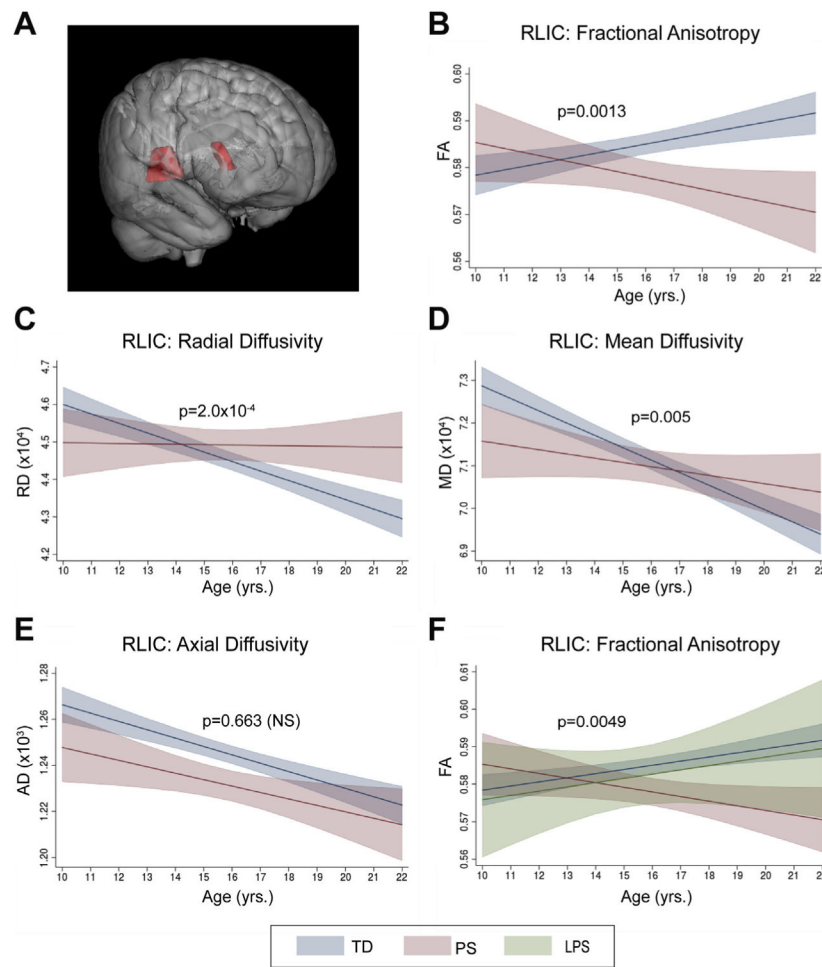 A
B
RLIC: Fractional Anisotropy
p=0.0013
FA
0.60
0.59
0.58
0.57
0.56
10 11 12 13 14 15 16 17 18 19 20 21 22
Age (yrs.)
C
RLIC: Radial Diffusivity
p=2.0x10⁻⁴
RD (x10⁴)
4.7
4.6
4.5
4.4
4.3
4.2
10 11 12 13 14 15 16 17 18 19 20 21 22
Age (yrs.)
D
RLIC: Mean Diffusivity
p=0.005
MD (x10⁴)
7.3
7.2
7.1
7.0
6.9
10 11 12 13 14 15 16 17 18 19 20 21 22
Age (yrs.)
E
RLIC: Axial Diffusivity
p=0.663 (NS)
AD (x10³)
1.28
1.26
1.24
1.22
1.20
10 11 12 13 14 15 16 17 18 19 20 21 22
Age (yrs.)
F
RLIC: Fractional Anisotropy
p=0.0049
FA
0.61
0.60
0.59
0.58
0.57
0.56
10 11 12 13 14 15 16 17 18 19 20 21 22
Age (yrs.)
TD PS LPS